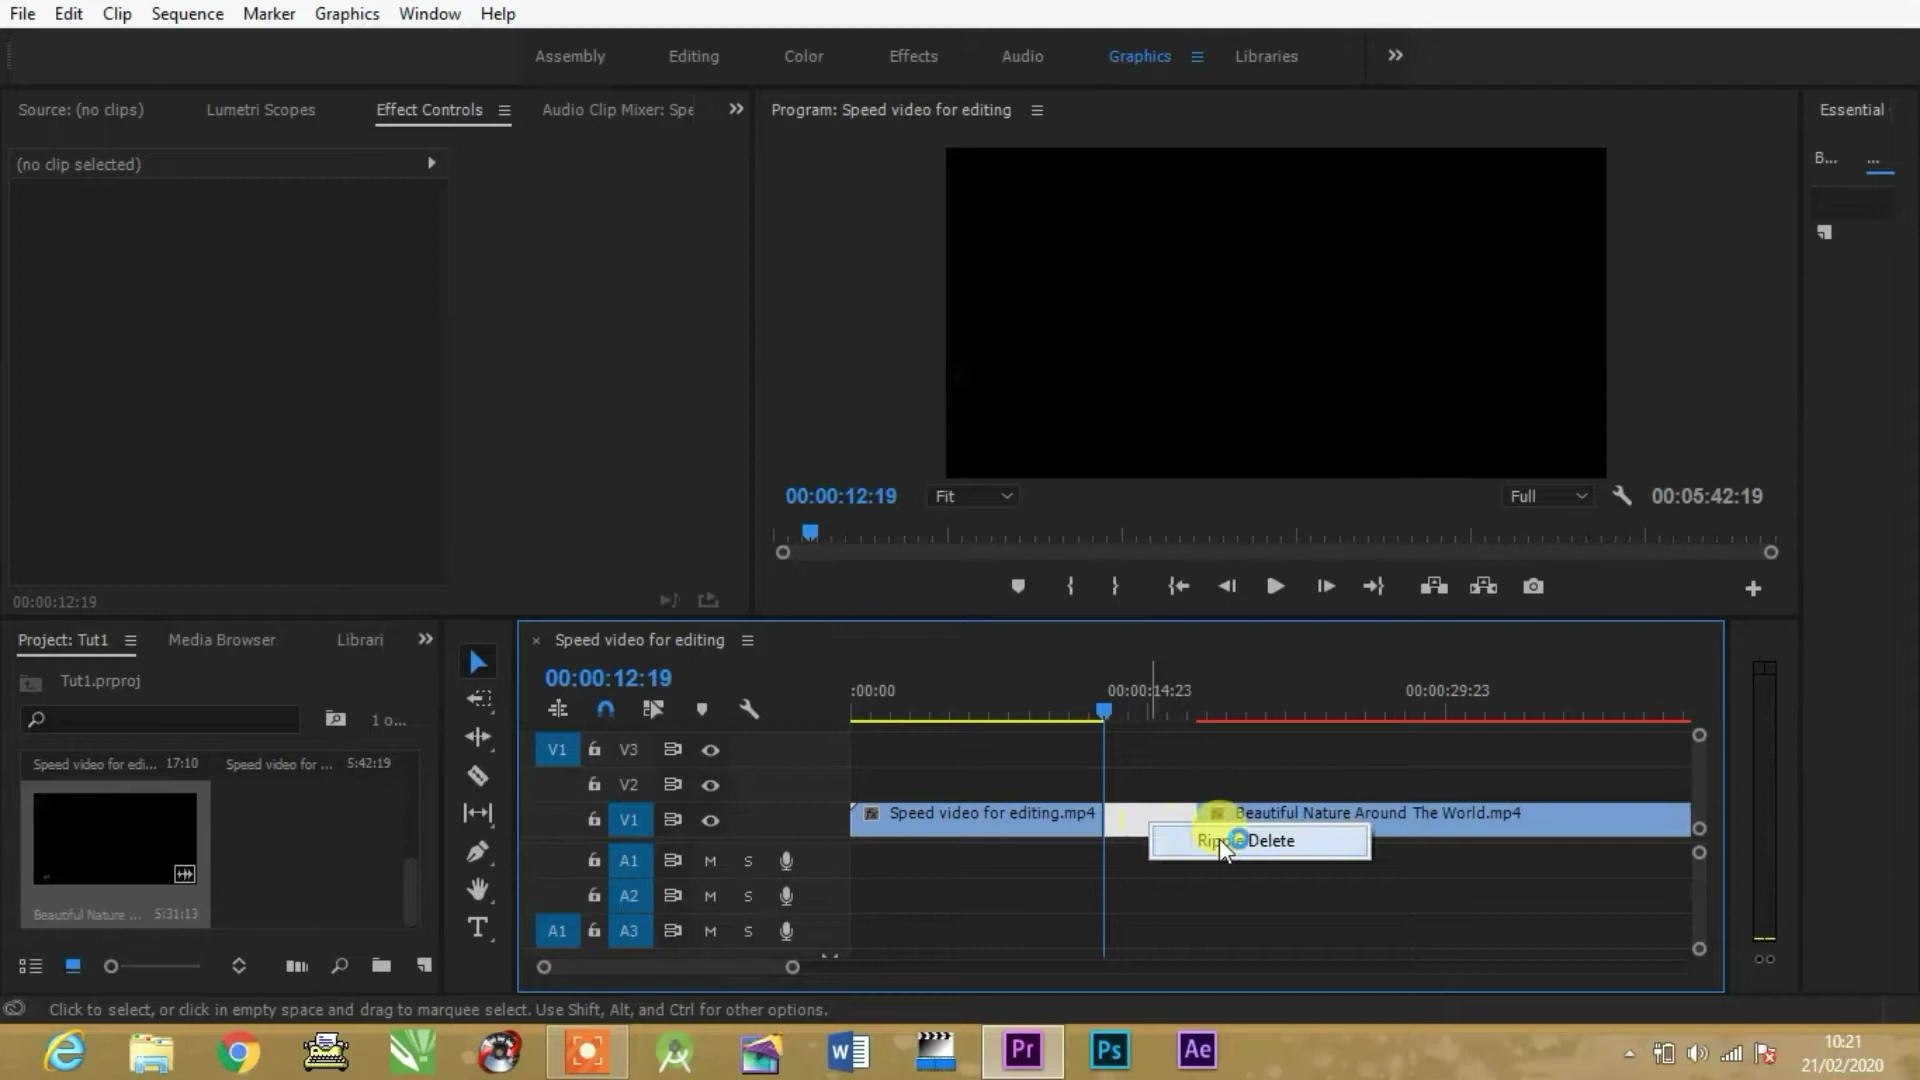 File Edit Clip Sequence Marker Graphics Window Help
Assembly Editing Color Effects Audio Graphics Libraries
Source: (no clips) Lumetri Scopes Effect Controls Audio Clip Mixer: Spe Program: Speed video for editing Essential
(no clip selected)
B... ...
00:00:12:19 Fit Full 00:05:42:19
00:00:12:19
Project: Tut1 Media Browser Librari Speed video for editing
Tut1.prproj
00:00:12:19 :00:00 00:00:14:23 00:00:29:23
1 o...
V1 V3
Speed video for edi... 17:10 Speed video for ... 5:42:19
V2
V1 Speed video for editing.mp4 Beautiful Nature Around The World.mp4
Ripple Delete
A1 M S
A2 M S
Beautiful Nature ... 5:31:13
A1 A3 M S
T
Click to select, or click in empty space and drag to marquee select. Use Shift, Alt, and Ctrl for other options.
W Pr Ps Ae
10:21
21/02/2020